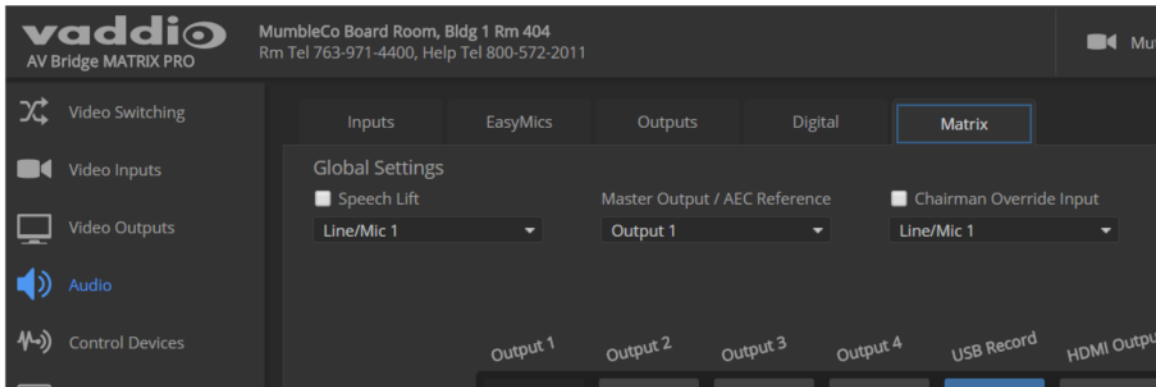 vaddio
AV Bridge MATRIX PRO
MumbleCo Board Room, Bldg 1 Rm 404
Rm Tel 763-971-4400, Help Tel 800-572-2011
Video Switching
Video Inputs
Video Outputs
Audio
Control Devices
Inputs EasyMics Outputs Digital Matrix
Global Settings
Speech Lift Master Output / AEC Reference Chairman Override Input
Line/Mic 1 Output 1 Line/Mic 1
Output 1 Output 2 Output 3 Output 4 USB Record HDMI